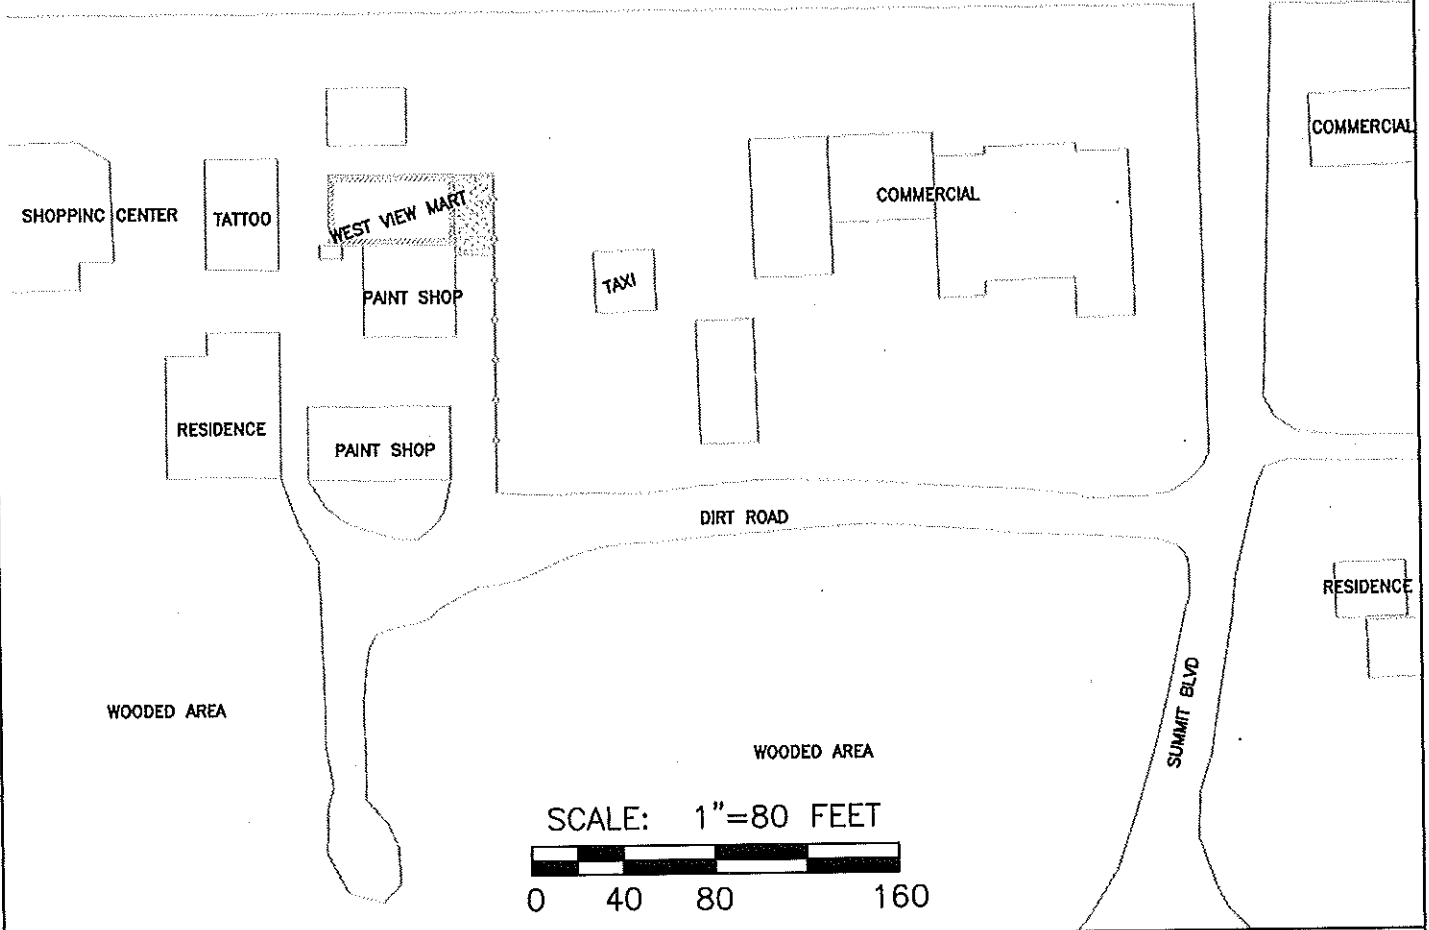 COMMERCIAL
SHOPPINC CENTER
TATTOO
WEST VIEW MART
COMMERCIAL
TAXI
PAINT SHOP
RESIDENCE
PAINT SHOP
DIRT ROAD
RESIDENCE
WOODED AREA
SUMMIT BLVD
WOODED AREA
SCALE: 1"=80 FEET
0 40 80 160